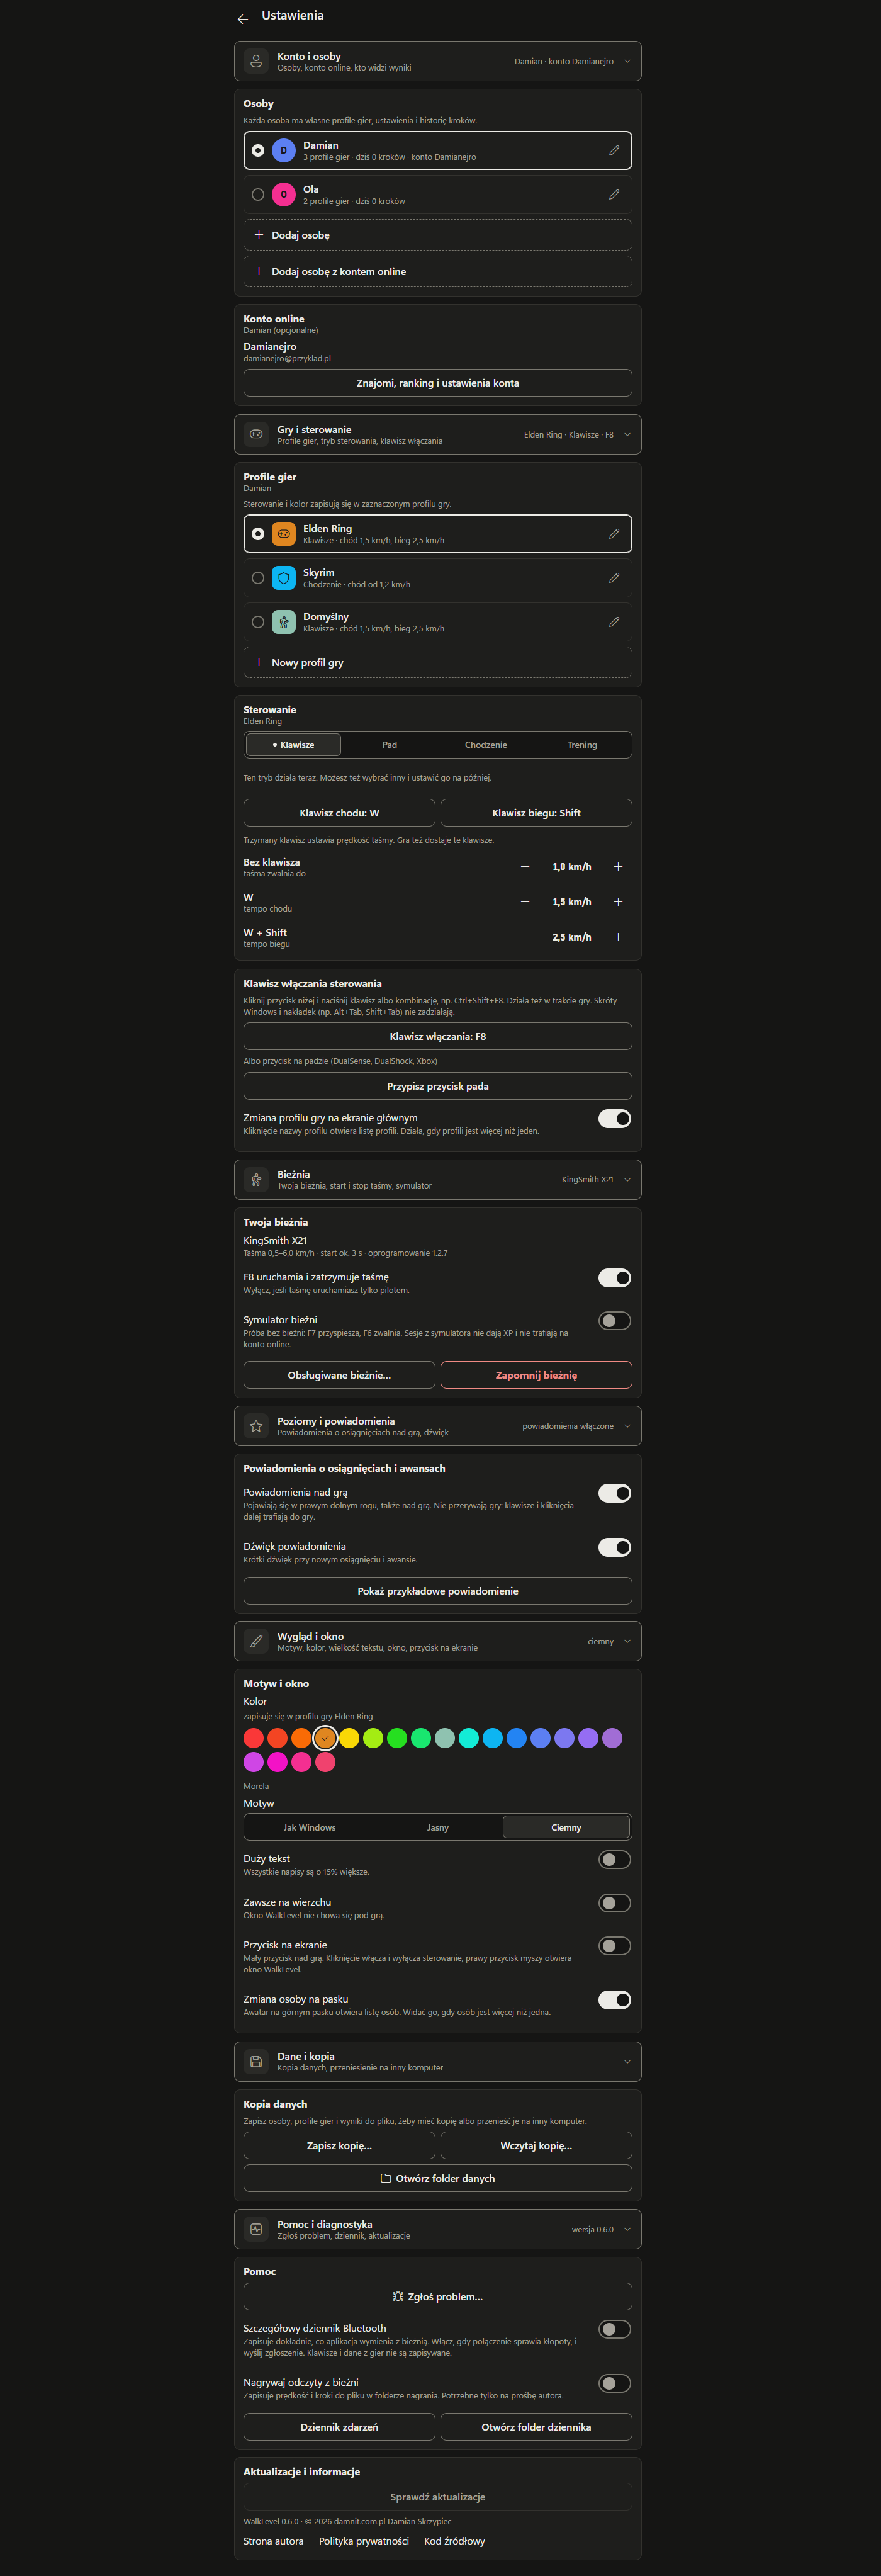 Ustawienia
Konto i osoby
Osoby, konto online, kto widzi wyniki
Damian · konto Damianejro
Osoby
Każda osoba ma własne profile gier, ustawienia i historię kroków.
D
Damian
3 profile gier · dziś 0 kroków · konto Damianejro
O
Ola
2 profile gier · dziś 0 kroków
Dodaj osobę
Dodaj osobę z kontem online
Konto online
Damian (opcjonalne)
Damianejro
damianejro@przyklad.pl
Znajomi, ranking i ustawienia konta
Gry i sterowanie
Profile gier, tryb sterowania, klawisz włączania
Elden Ring · Klawisze · F8
Profile gier
Damian
Sterowanie i kolor zapisują się w zaznaczonym profilu gry.
Elden Ring
Klawisze · chód 1,5 km/h, bieg 2,5 km/h
Skyrim
Chodzenie · chód od 1,2 km/h
Domyślny
Klawisze · chód 1,5 km/h, bieg 2,5 km/h
Nowy profil gry
Sterowanie
Elden Ring
Klawisze
Pad
Chodzenie
Trening
Ten tryb działa teraz. Możesz też wybrać inny i ustawić go na później.
Klawisz chodu: W
Klawisz biegu: Shift
Trzymany klawisz ustawia prędkość taśmy. Gra też dostaje te klawisze.
Bez klawisza
taśma zwalnia do
1,0 km/h
W
tempo chodu
1,5 km/h
W + Shift
tempo biegu
2,5 km/h
Klawisz włączania sterowania
Kliknij przycisk niżej i naciśnij klawisz albo kombinację, np. Ctrl+Shift+F8. Działa też w trakcie gry. Skróty
Windows i nakładek (np. Alt+Tab, Shift+Tab) nie zadziałają.
Klawisz włączania: F8
Albo przycisk na padzie (DualSense, DualShock, Xbox)
Przypisz przycisk pada
Zmiana profilu gry na ekranie głównym
Kliknięcie nazwy profilu otwiera listę profili. Działa, gdy profili jest więcej niż jeden.
Bieżnia
Twoja bieżnia, start i stop taśmy, symulator
KingSmith X21
Twoja bieżnia
KingSmith X21
Taśma 0,5–6,0 km/h · start ok. 3 s · oprogramowanie 1.2.7
F8 uruchamia i zatrzymuje taśmę
Wyłącz, jeśli taśmę uruchamiasz tylko pilotem.
Symulator bieżni
Próba bez bieżni: F7 przyspiesza, F6 zwalnia. Sesje z symulatora nie dają XP i nie trafiają na
konto online.
Obsługiwane bieżnie...
Zapomnij bieżnię
Poziomy i powiadomienia
Powiadomienia o osiągnięciach nad grą, dźwięk
powiadomienia włączone
Powiadomienia o osiągnięciach i awansach
Powiadomienia nad grą
Pojawiają się w prawym dolnym rogu, także nad grą. Nie przerywają gry: klawisze i kliknięcia
dalej trafiają do gry.
Dźwięk powiadomienia
Krótki dźwięk przy nowym osiągnięciu i awansie.
Pokaż przykładowe powiadomienie
Wygląd i okno
Motyw, kolor, wielkość tekstu, okno, przycisk na ekranie
ciemny
Motyw i okno
Kolor
zapisuje się w profilu gry Elden Ring
Morela
Motyw
Jak Windows
Jasny
Ciemny
Duży tekst
Wszystkie napisy są o 15% większe.
Zawsze na wierzchu
Okno WalkLevel nie chowa się pod grą.
Przycisk na ekranie
Mały przycisk nad grą. Kliknięcie włącza i wyłącza sterowanie, prawy przycisk myszy otwiera
okno WalkLevel.
Zmiana osoby na pasku
Awatar na górnym pasku otwiera listę osób. Widać go, gdy osób jest więcej niż jedna.
Dane i kopia
Kopia danych, przeniesienie na inny komputer
Kopia danych
Zapisz osoby, profile gier i wyniki do pliku, żeby mieć kopię albo przenieść je na inny komputer.
Zapisz kopię...
Wczytaj kopię...
Otwórz folder danych
Pomoc i diagnostyka
Zgłoś problem, dziennik, aktualizacje
wersja 0.6.0
Pomoc
Zgłoś problem...
Szczegółowy dziennik Bluetooth
Zapisuje dokładnie, co aplikacja wymienia z bieżnią. Włącz, gdy połączenie sprawia kłopoty, i
wyślij zgłoszenie. Klawisze i dane z gier nie są zapisywane.
Nagrywaj odczyty z bieżni
Zapisuje prędkość i kroki do pliku w folderze nagrania. Potrzebne tylko na prośbę autora.
Dziennik zdarzeń
Otwórz folder dziennika
Aktualizacje i informacje
Sprawdź aktualizacje
WalkLevel 0.6.0 · © 2026 damnit.com.pl Damian Skrzypiec
Strona autora
Polityka prywatności
Kod źródłowy